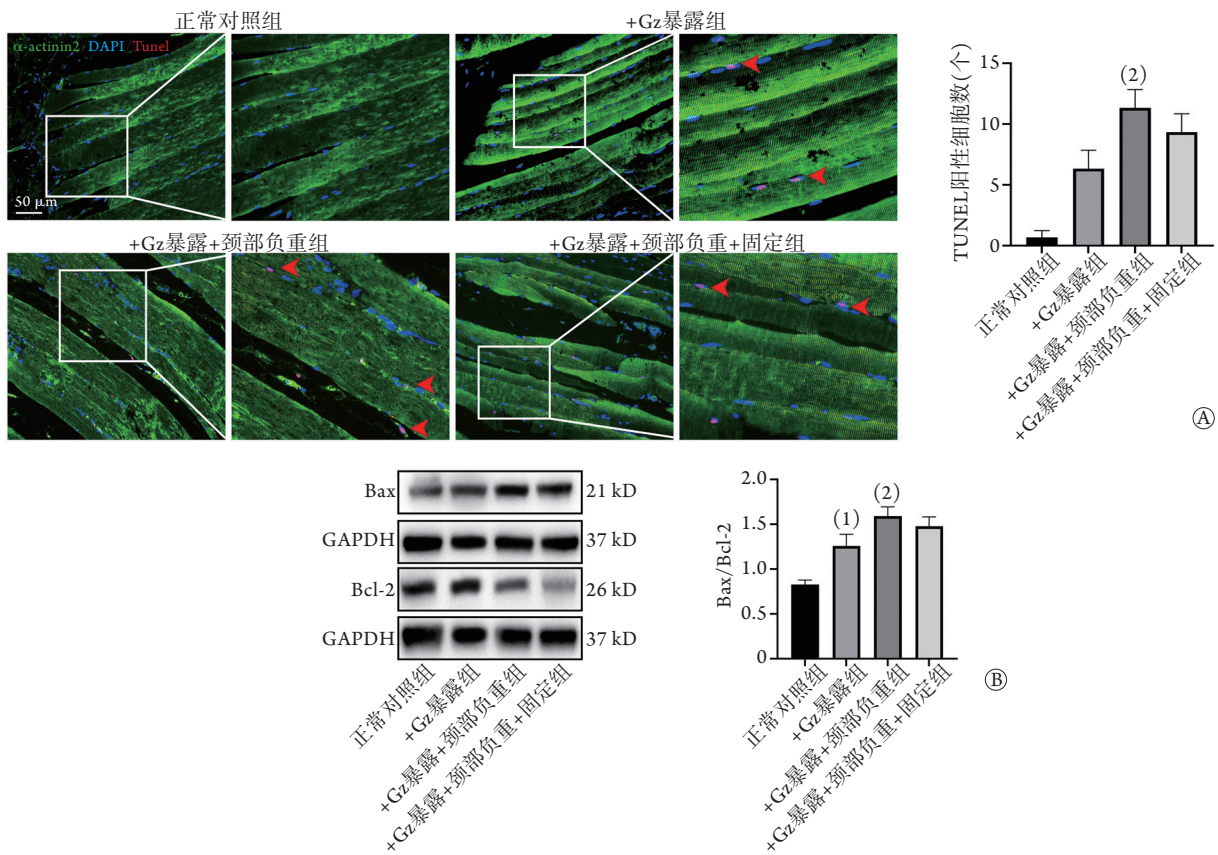 正常对照组
+Gz暴露组
α-actinin2 DAPI Tunel
50 μm
+Gz暴露+颈部负重组
+Gz暴露+颈部负重+固定组
TUNEL阳性细胞数(个)
15
10
5
0
(2)
正常对照组
+Gz暴露组
+Gz暴露+颈部负重组
+Gz暴露+颈部负重+固定组
Ⓐ
Bax
21 kD
GAPDH
37 kD
Bcl-2
26 kD
GAPDH
37 kD
正常对照组
+Gz暴露组
+Gz暴露+颈部负重组
+Gz暴露+颈部负重+固定组
Bax/Bcl-2
2.0
1.5
1.0
0.5
0
(1)
(2)
正常对照组
+Gz暴露组
+Gz暴露+颈部负重组
+Gz暴露+颈部负重+固定组
Ⓑ